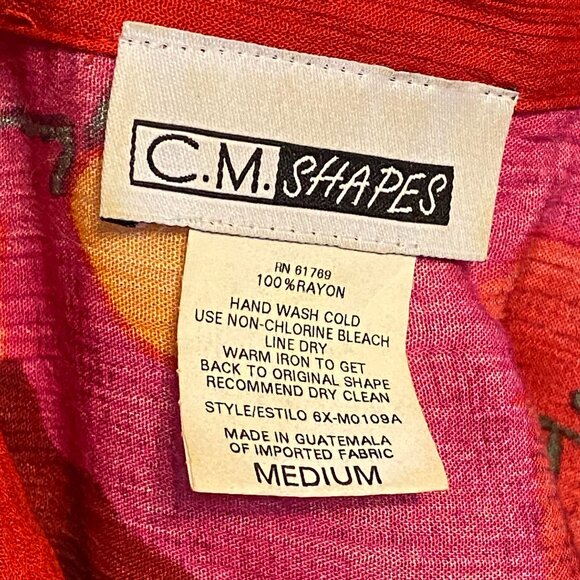 C.M. SHAPES
RN 61769
100% RAYON
HAND WASH COLD
USE NON-CHLORINE BLEACH
LINE DRY
WARM IRON TO GET
BACK TO ORIGINAL SHAPE
RECOMMEND DRY CLEAN
STYLE/ESTILO 6X-M0109A
MADE IN GUATEMALA
OF IMPORTED FABRIC
MEDIUM